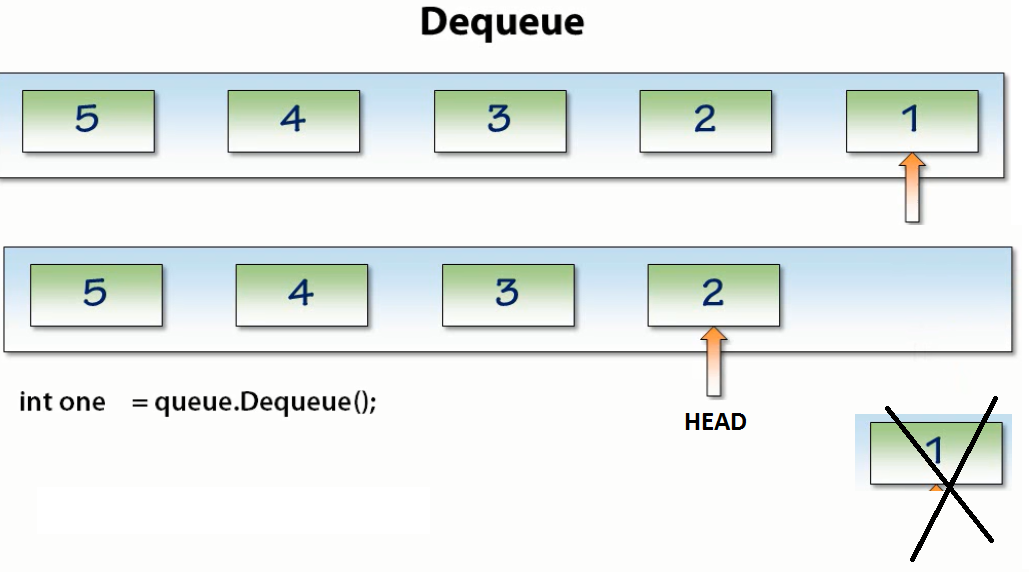 Dequeue
5 4 3 2 1
5 4 3 2
int one = queue.Dequeue();
HEAD
1